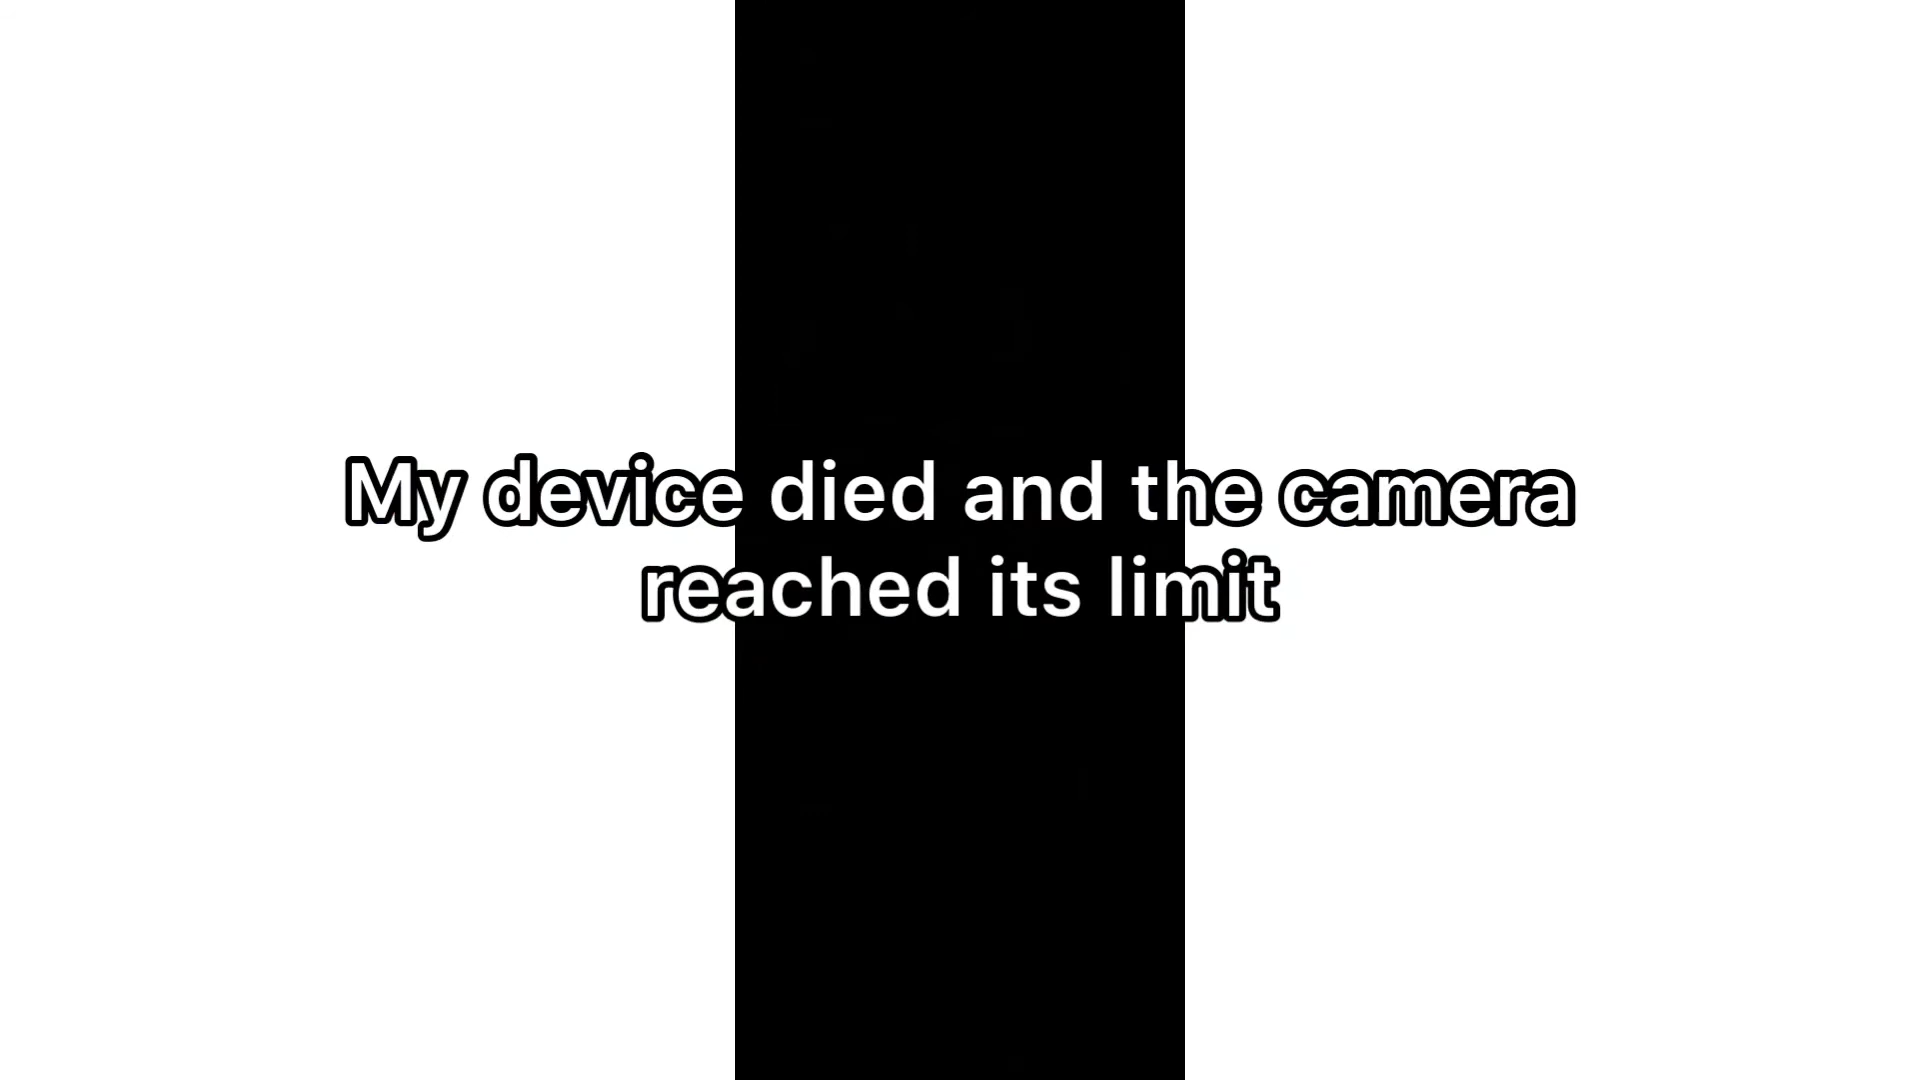 My device died and the camera
reached its limit